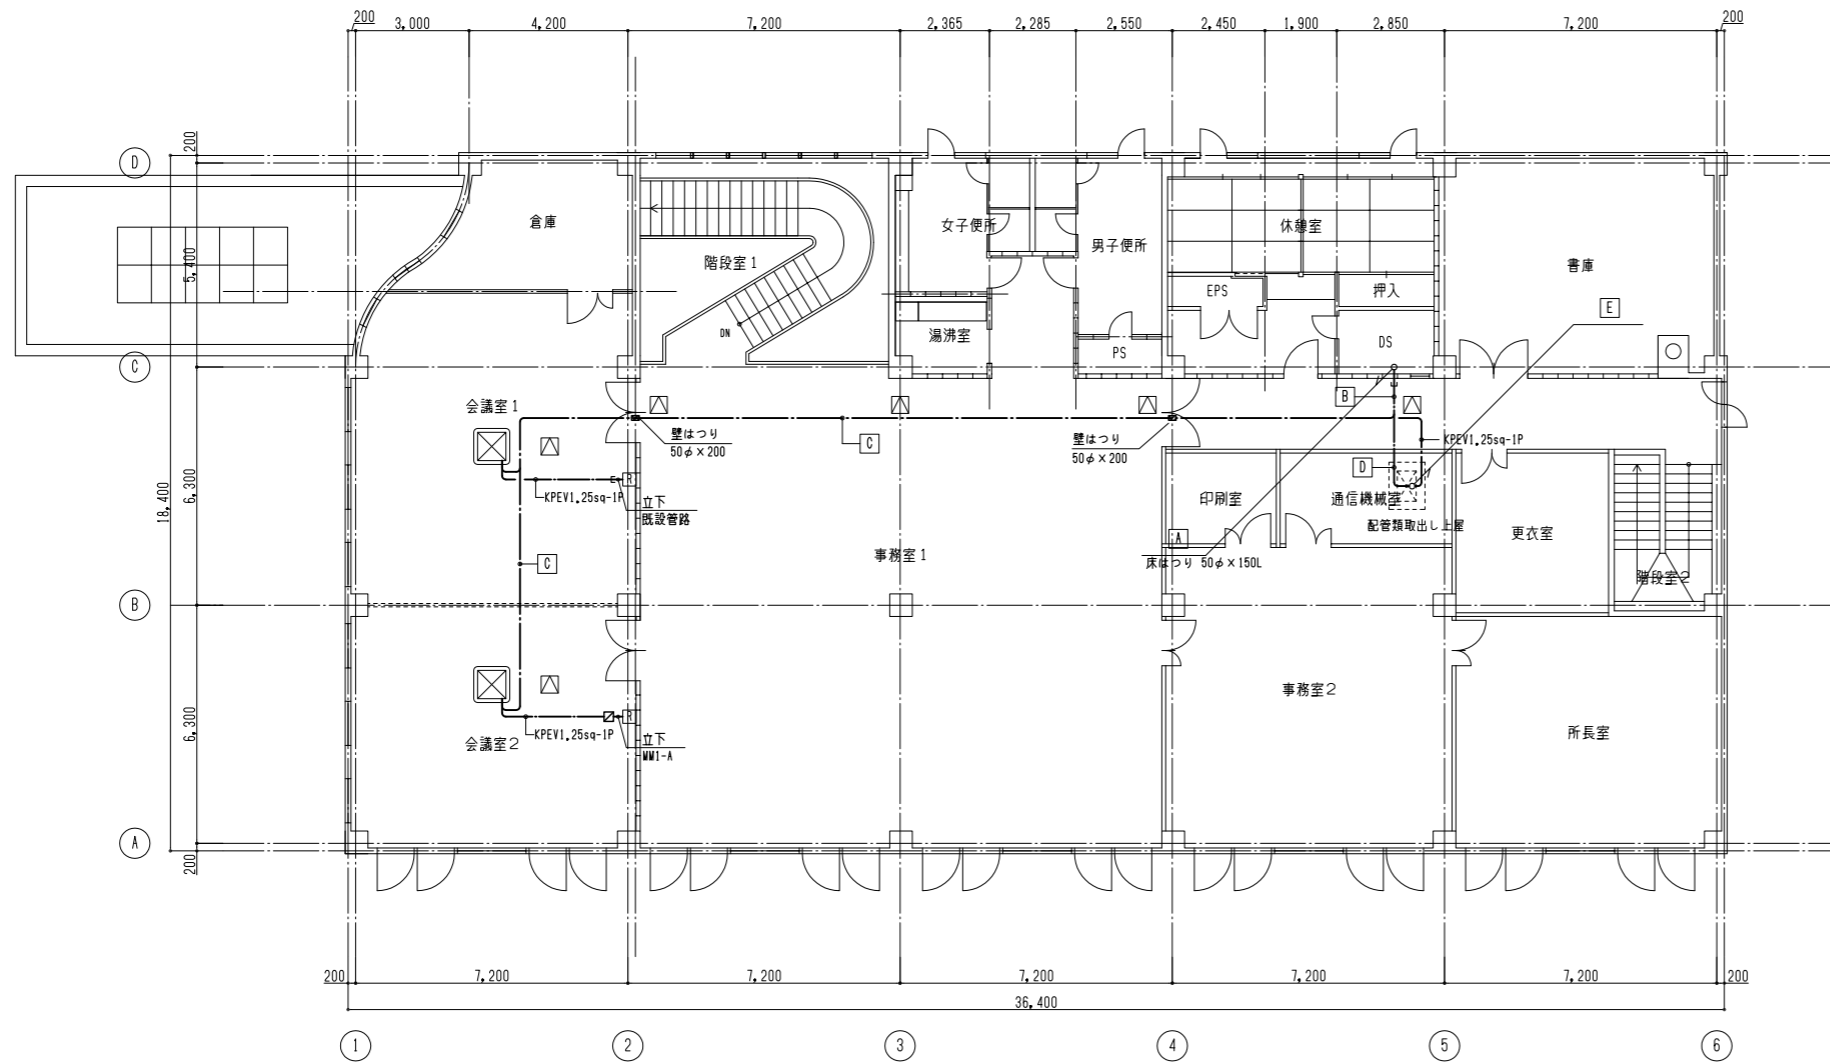 200
3,000
4,200
7,200
2,365
2,285
2,550
2,450
1,900
2,850
7,200
200
200
D
倉庫
女子便所
男子便所
休憩室
階段室1
書庫
5,400
EPS
押入
E
DN
湯沸室
PS
DS
C
会議室1
B
壁はつり
50φ×200
C
壁はつり
50φ×200
KPEV1.25sq-1P
D
E
R
KPEV1.25sq-1P
立下
既設管路
印刷室
通信機械室
配管類取出し上屋
6,300
18,400
更衣室
A
床はつり 50φ×150L
事務室1
C
階段室2
B
事務室2
R
6,300
KPEV1.25sq-1P
会議室2
立下
MM1-A
所長室
A
200
200
7,200
7,200
7,200
7,200
7,200
200
36,400
1
2
3
4
5
6